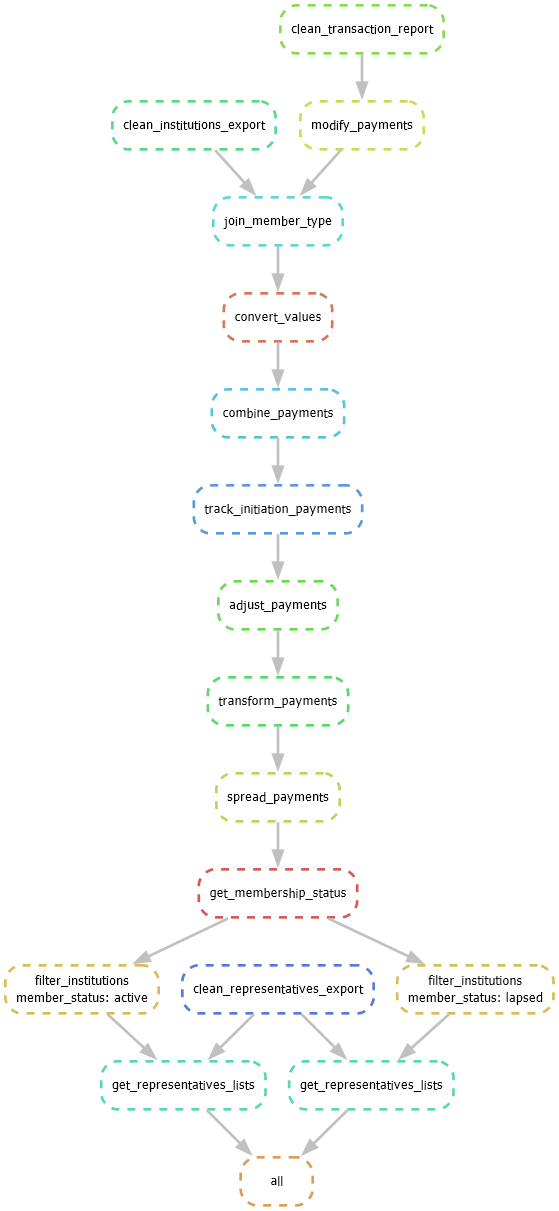 clean_transaction_report
clean_institutions_export
modify_payments
join_member_type
convert_values
combine_payments
track_initiation_payments
adjust_payments
transform_payments
spread_payments
get_membership_status
filter_institutions
member_status: active
clean_representatives_export
filter_institutions
member_status: lapsed
get_representatives_lists
get_representatives_lists
all